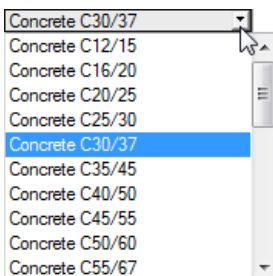 Concrete C30/37
Concrete C12/15
Concrete C16/20
Concrete C20/25
Concrete C25/30
Concrete C30/37
Concrete C35/45
Concrete C40/50
Concrete C45/55
Concrete C50/60
Concrete C55/67